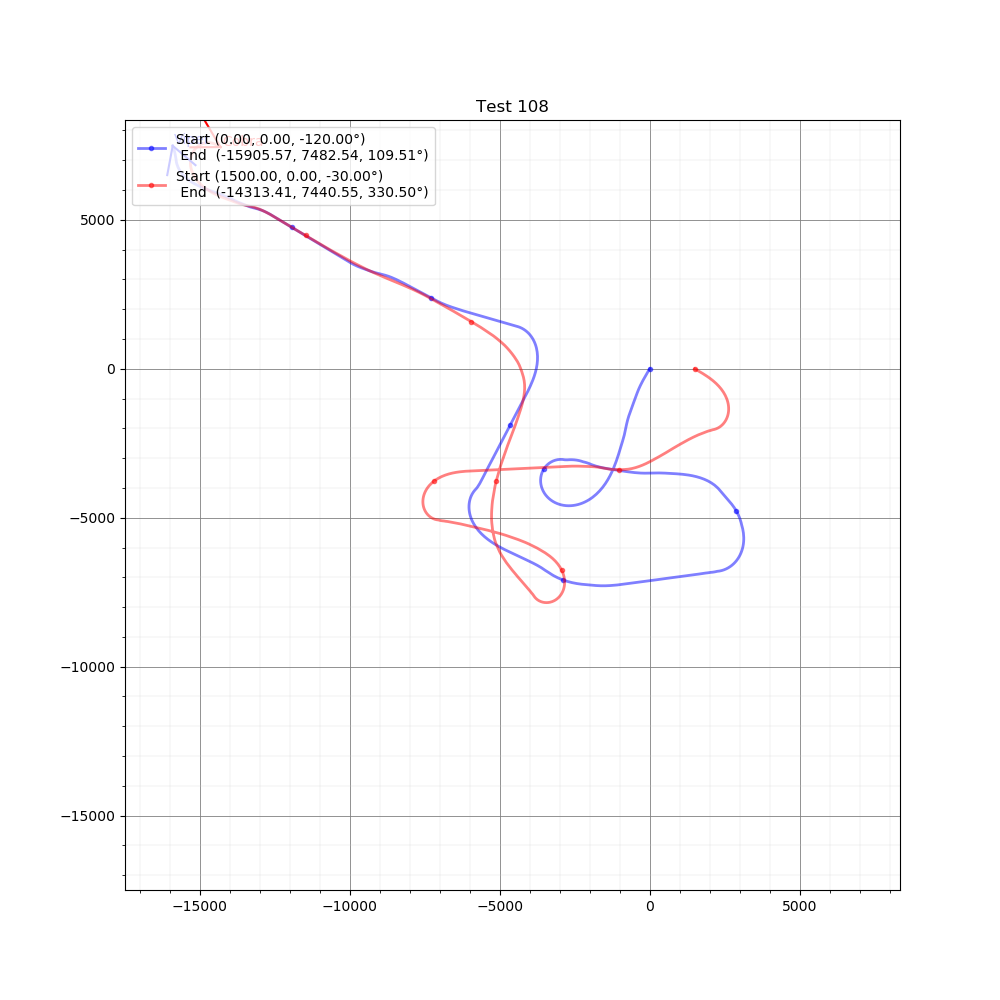 Test 108
Start (0.00, 0.00, -120.00°)
End  (-15905.57, 7482.54, 109.51°)
Start (1500.00, 0.00, -30.00°)
End  (-14313.41, 7440.55, 330.50°)
5000
0
−5000
−10000
−15000
−15000
−10000
−5000
0
5000